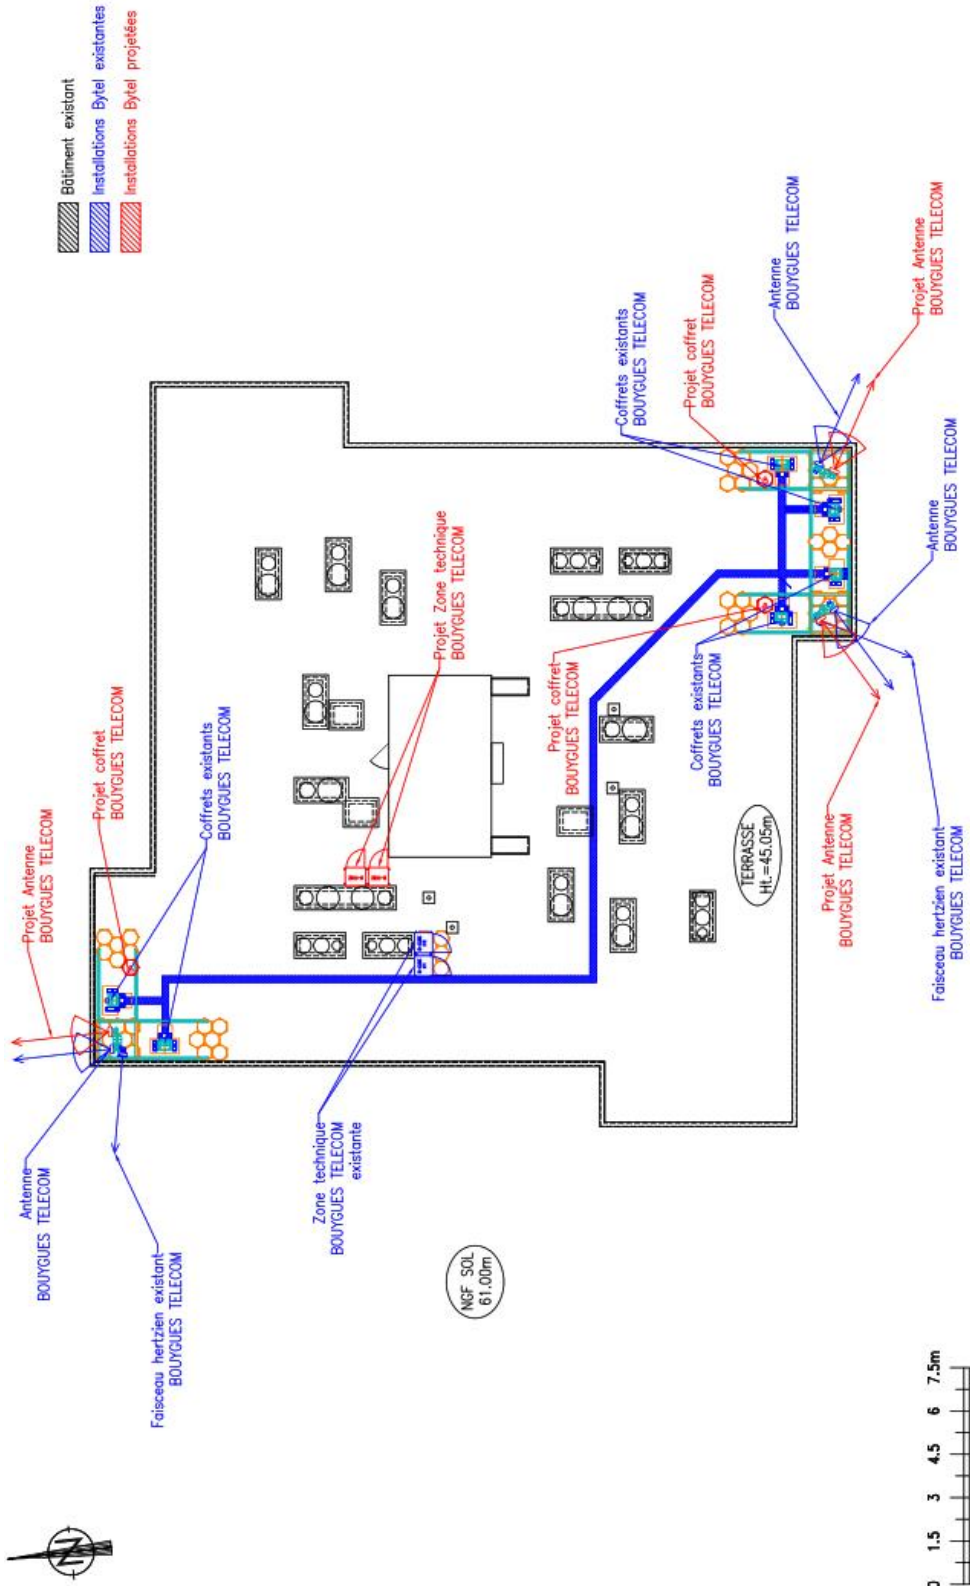 Bâtiment existant
Installations Bytel existantes
Installations Bytel projetées
Projet Antenne
BOUYGUES TELECOM
Projet coffret
BOUYGUES TELECOM
Coffrets existants
BOUYGUES TELECOM
Antenne
BOUYGUES TELECOM
Faisceau hertzien existant
BOUYGUES TELECOM
Zone technique
BOUYGUES TELECOM
existante
Projet Zone technique
BOUYGUES TELECOM
Coffrets existants
BOUYGUES TELECOM
Projet coffret
BOUYGUES TELECOM
Antenne
BOUYGUES TELECOM
Projet Antenne
BOUYGUES TELECOM
Antenne
BOUYGUES TELECOM
Projet coffret
BOUYGUES TELECOM
Coffrets existants
BOUYGUES TELECOM
Projet Antenne
BOUYGUES TELECOM
Faisceau hertzien existant
BOUYGUES TELECOM
TERRASSE
Ht.=45.05m
NGF SOL
61.00m
N
0 1.5 3 4.5 6 7.5m